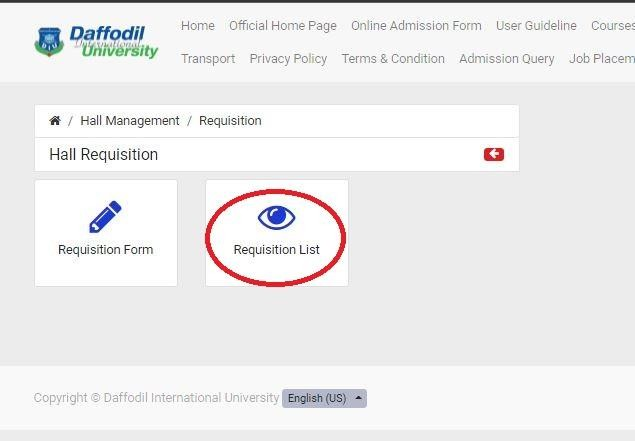 Daffodil
International
University
Home Official Home Page Online Admission Form User Guideline Courses
Transport Privacy Policy Terms & Condition Admission Query Job Placem
/ Hall Management / Requisition
Hall Requisition
Requisition Form
Requisition List
Copyright © Daffodil International University English (US)